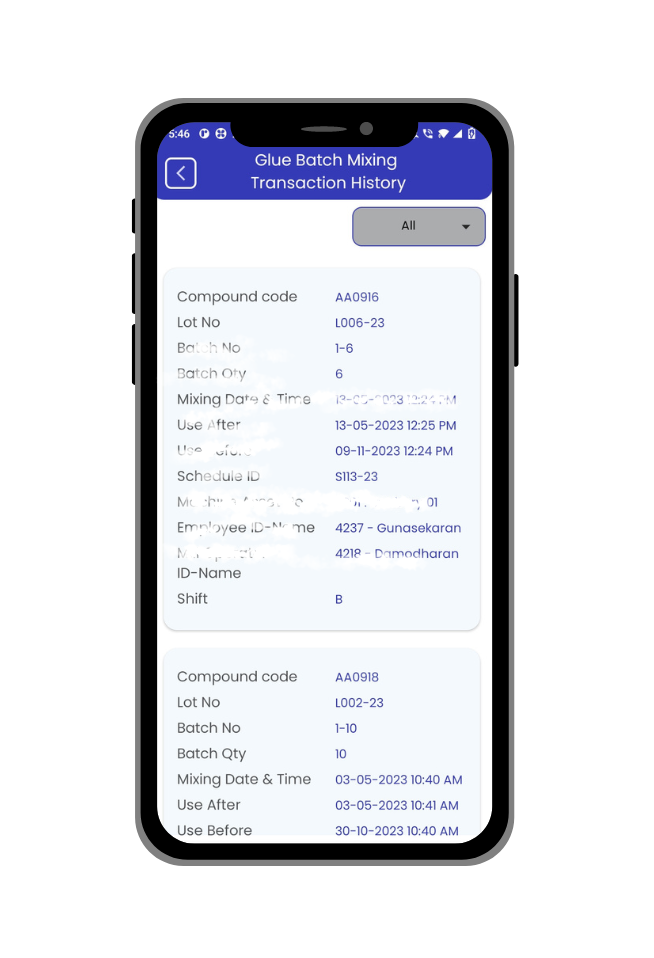 5:46
Glue Batch Mixing
Transaction History
All
Compound code AA0916
Lot No L006-23
Batch No 1-6
Batch Qty 6
Mixing Date & Time 13-05-2023 12:24 PM
Use After 13-05-2023 12:25 PM
Use Before 09-11-2023 12:24 PM
Schedule ID S113-23
01
Employee ID-Name 4237 - Gunasekaran
4218 - Damodharan
ID-Name
Shift B
Compound code AA0918
Lot No L002-23
Batch No 1-10
Batch Qty 10
Mixing Date & Time 03-05-2023 10:40 AM
Use After 03-05-2023 10:41 AM
Use Before 30-10-2023 10:40 AM